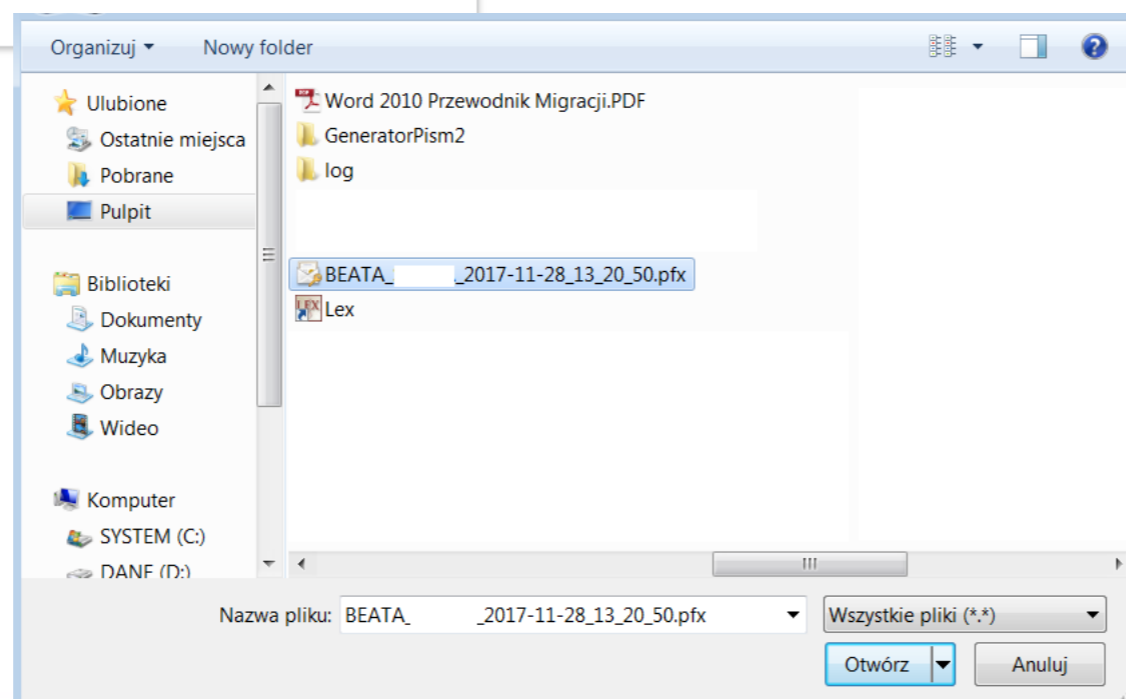 Organizuj Nowy folder
Ulubione
Ostatnie miejsca
Pobrane
Pulpit
Biblioteki
Dokumenty
Muzyka
Obrazy
Wideo
Komputer
SYSTEM (C:)
DANE (D:)
Word 2010 Przewodnik Migracji.PDF
GeneratorPism2
log
BEATA_ _2017-11-28_13_20_50.pfx
LEX Lex
Nazwa pliku: BEATA_ _2017-11-28_13_20_50.pfx Wszystkie pliki (*.*)
Otwórz Anuluj